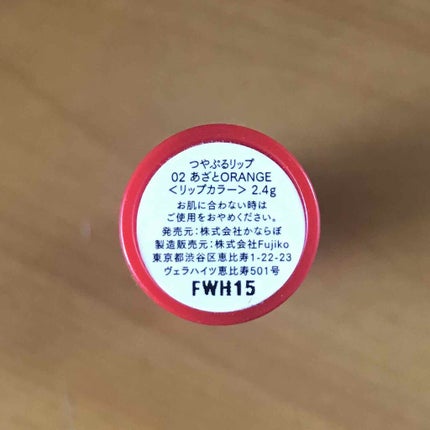 つやぷるリップ
02 あざとORANGE
＜リップカラー＞ 2.4g
お肌に合わない時は
ご使用をおやめください。
発売元：株式会社かならぼ
製造販売元：株式会社Fujiko
東京都渋谷区恵比寿1-22-23
ヴェラハイツ恵比寿501号
FWH15